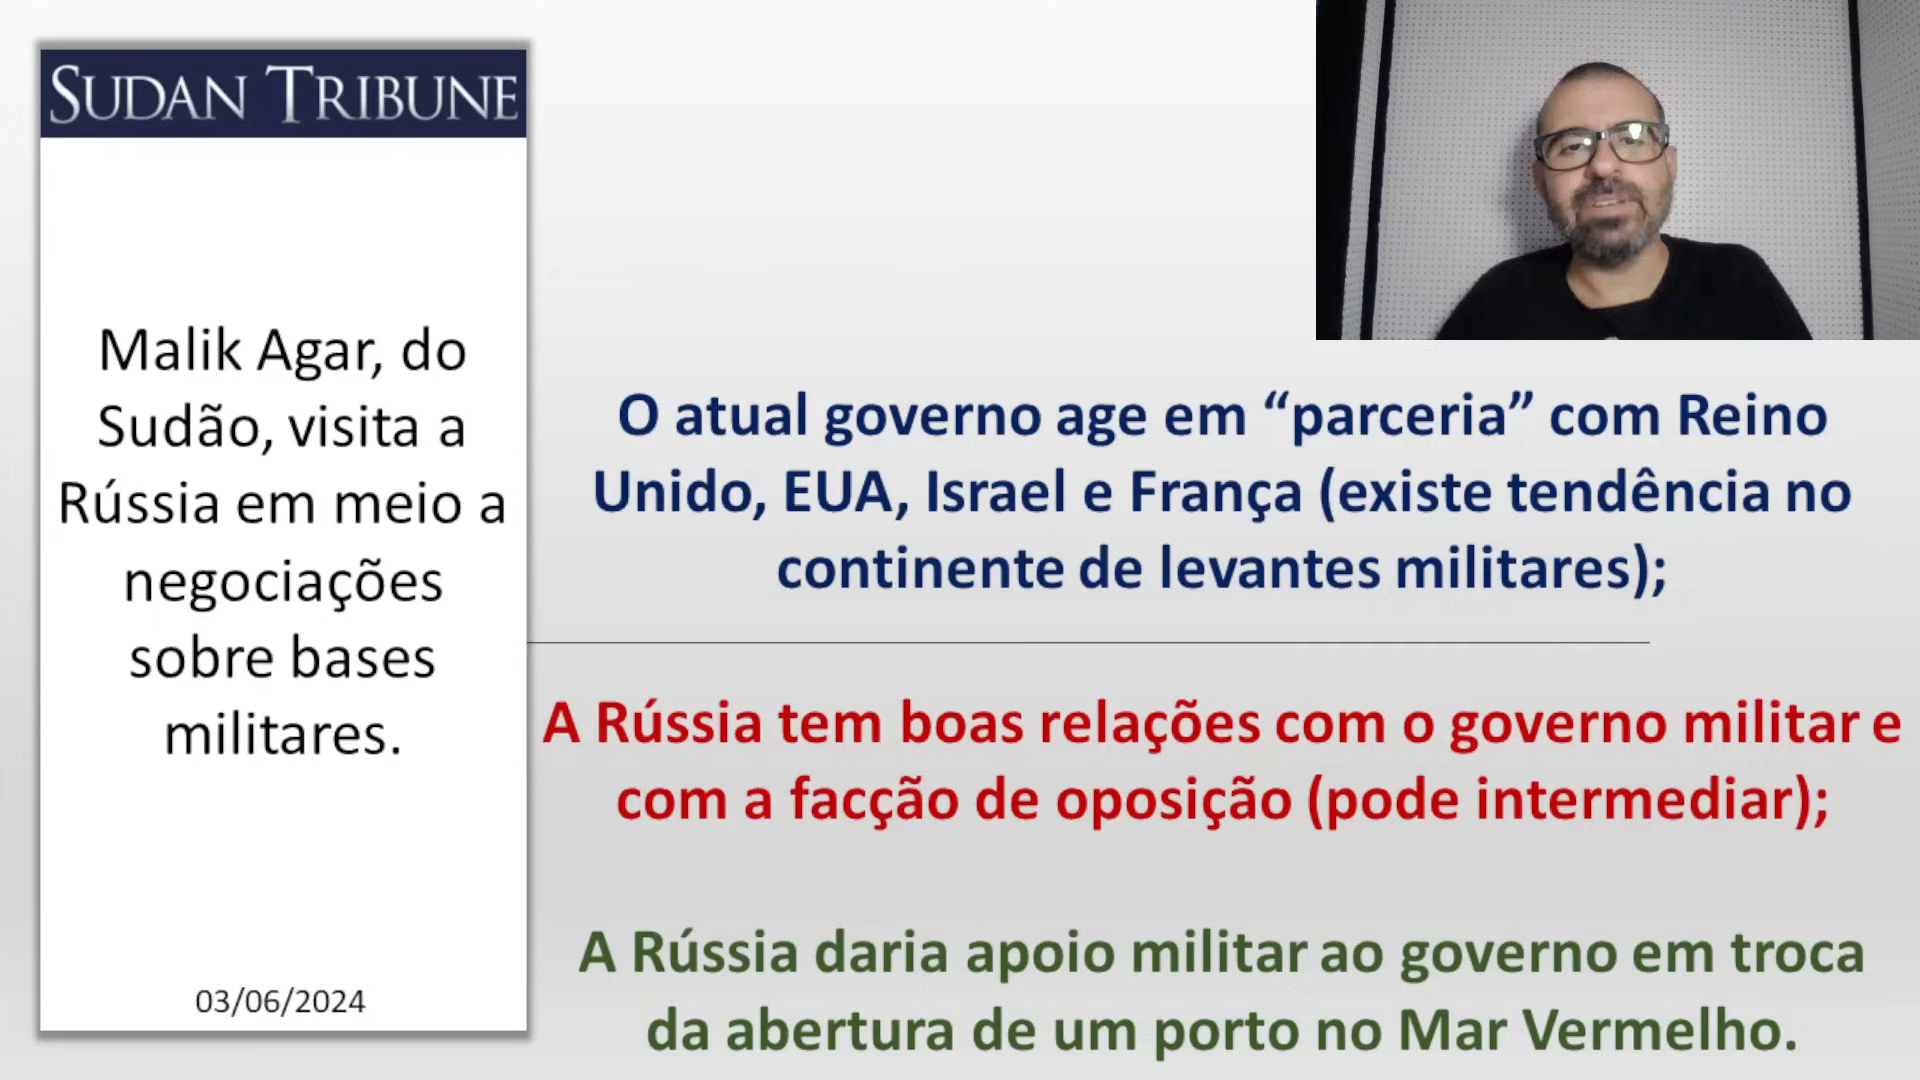 SUDAN TRIBUNE
Malik Agar, do
Sudão, visita a
Rússia em meio a
negociações
sobre bases
militares.
03/06/2024
O atual governo age em “parceria” com Reino
Unido, EUA, Israel e França (existe tendência no
continente de levantes militares);
A Rússia tem boas relações com o governo militar e
com a facção de oposição (pode intermediar);
A Rússia daria apoio militar ao governo em troca
da abertura de um porto no Mar Vermelho.